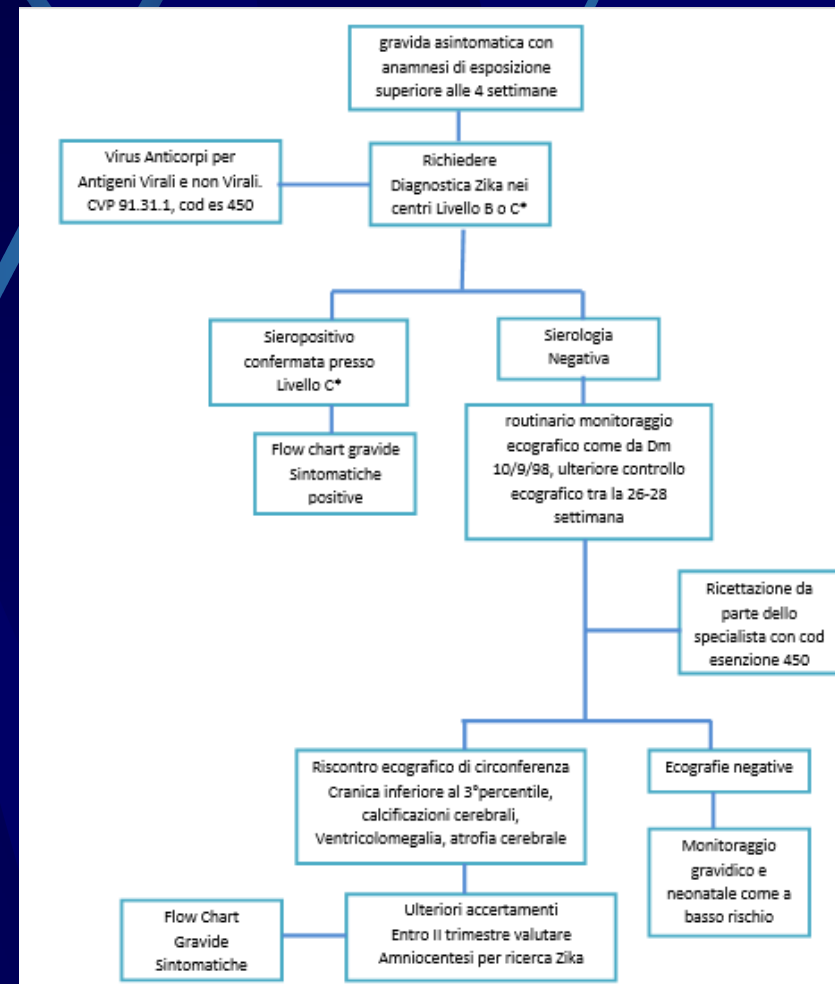 gravida asintomatica con
anamnesi di esposizione
superiore alle 4 settimane
Virus Anticorpi per
Antigeni Virali e non Virali.
CVP 91.31.1, cod es 450
Richiedere
Diagnostica Zika nei
centri Livello B o C*
Sieropositivo
confermata presso
Livello C*
Sierologia
Negativa
Flow chart gravide
Sintomatiche
positive
routinario monitoraggio
ecografico come da Dm
10/9/98, ulteriore controllo
ecografico tra la 26-28
settimana
Ricettazione da
parte dello
specialista con cod
esenzione 450
Riscontro ecografico di circonferenza
Cranica inferiore al 3°percentile,
calcificazioni cerebrali,
Ventricolomegalia, atrofia cerebrale
Ecografie negative
Monitoraggio
gravidico e
neonatale come a
basso rischio
Flow Chart
Gravide
Sintomatiche
Ulteriori accertamenti
Entro II trimestre valutare
Amniocentesi per ricerca Zika